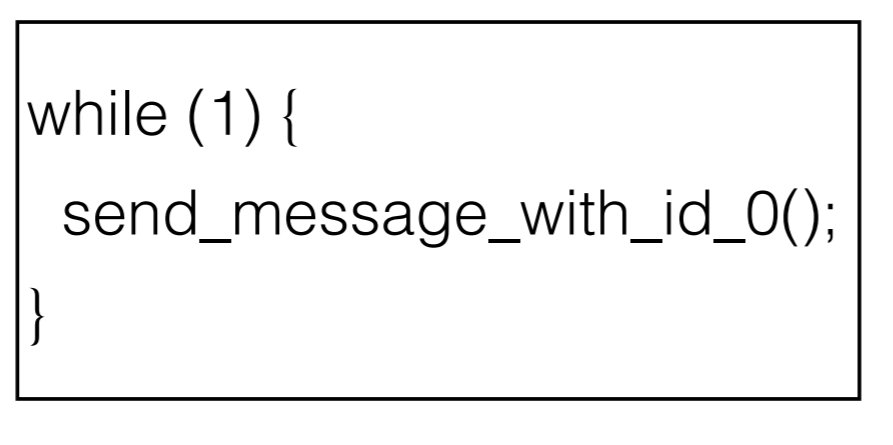 while (1) {
send_message_with_id_0();
}